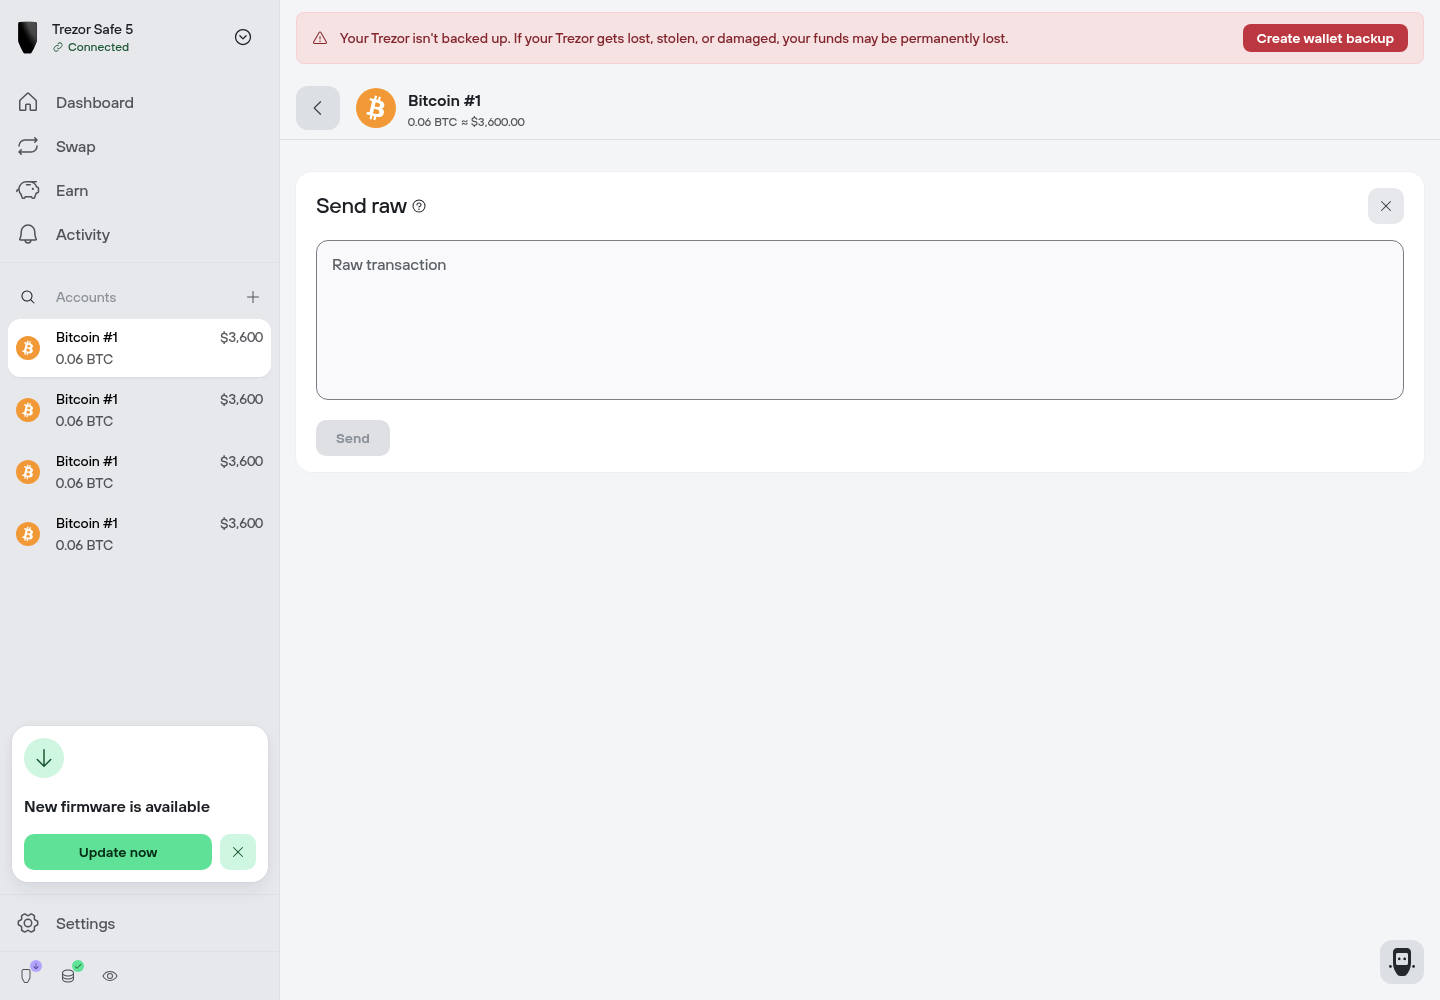 Trezor Safe 5
Connected
Dashboard
Swap
Earn
Activity
Accounts
Bitcoin #1
$3,600
0.06 BTC
Bitcoin #1
$3,600
0.06 BTC
Bitcoin #1
$3,600
0.06 BTC
Bitcoin #1
$3,600
0.06 BTC
New firmware is available
Update now
Settings
Your Trezor isn't backed up. If your Trezor gets lost, stolen, or damaged, your funds may be permanently lost.
Create wallet backup
Bitcoin #1
0.06 BTC ≈ $3,600.00
Send raw
Raw transaction
Send